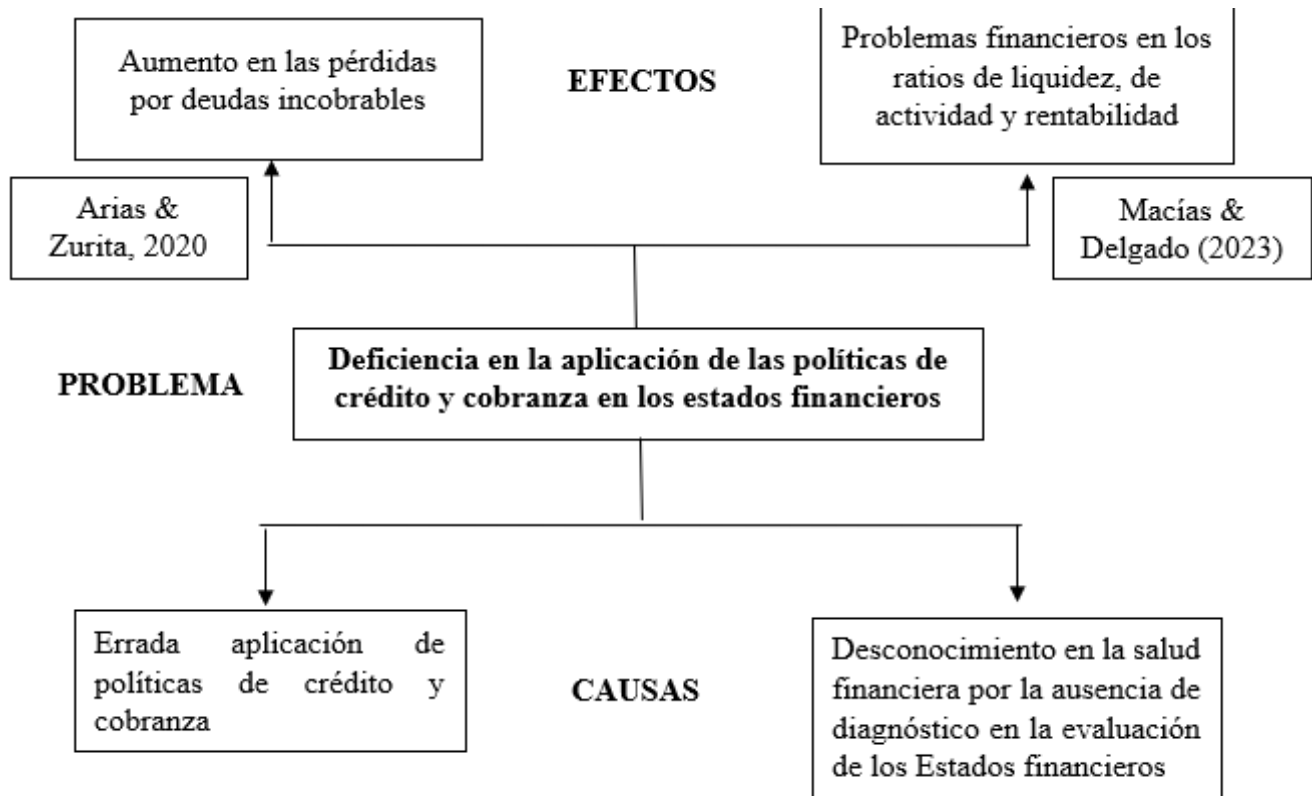 Aumento en las pérdidas
por deudas incobrables
EFECTOS
Problemas financieros en los
ratios de liquidez, de
actividad y rentabilidad
Arias &
Zurita, 2020
Macías &
Delgado (2023)
PROBLEMA
Deficiencia en la aplicación de las políticas de
crédito y cobranza en los estados financieros
Errada aplicación de
políticas de crédito y
cobranza
CAUSAS
Desconocimiento en la salud
financiera por la ausencia de
diagnóstico en la evaluación
de los Estados financieros